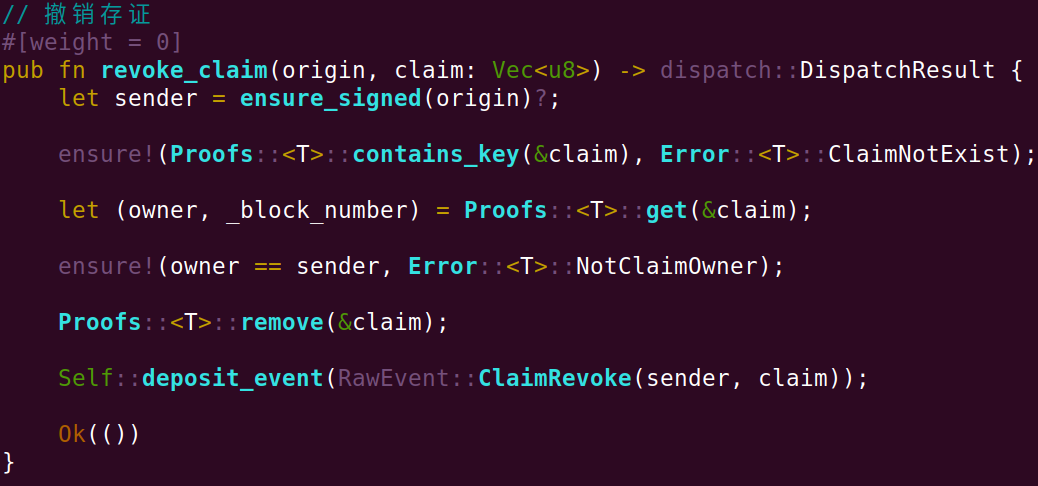 // 撤销存证
#[weight = 0]
pub fn revoke_claim(origin, claim: Vec<u8>) -> dispatch::DispatchResult {
    let sender = ensure_signed(origin)?;

    ensure!(Proofs::<T>::contains_key(&claim), Error::<T>::ClaimNotExist);

    let (owner, _block_number) = Proofs::<T>::get(&claim);

    ensure!(owner == sender, Error::<T>::NotClaimOwner);

    Proofs::<T>::remove(&claim);

    Self::deposit_event(RawEvent::ClaimRevoke(sender, claim));

    Ok(())
}